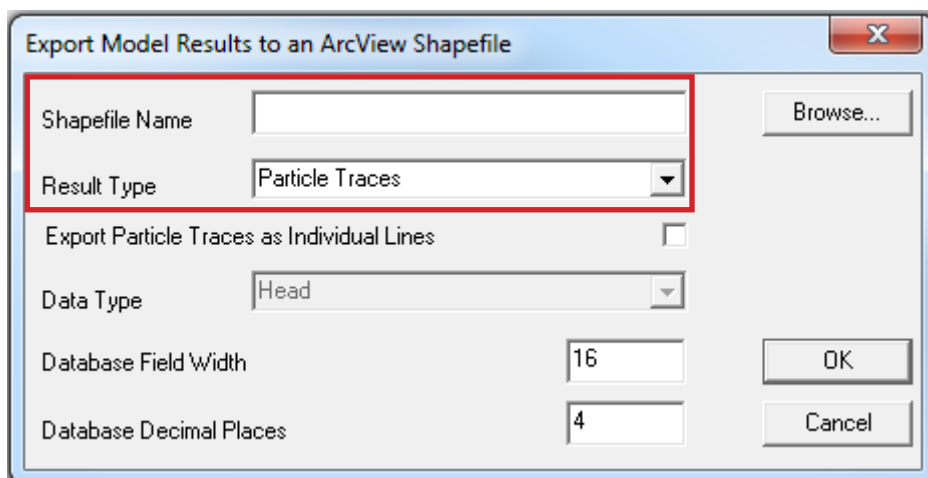 Export Model Results to an ArcView Shapefile
Shapefile Name
Browse...
Result Type Particle Traces
Export Particle Traces as Individual Lines
Data Type Head
Database Field Width 16 OK
Database Decimal Places 4 Cancel